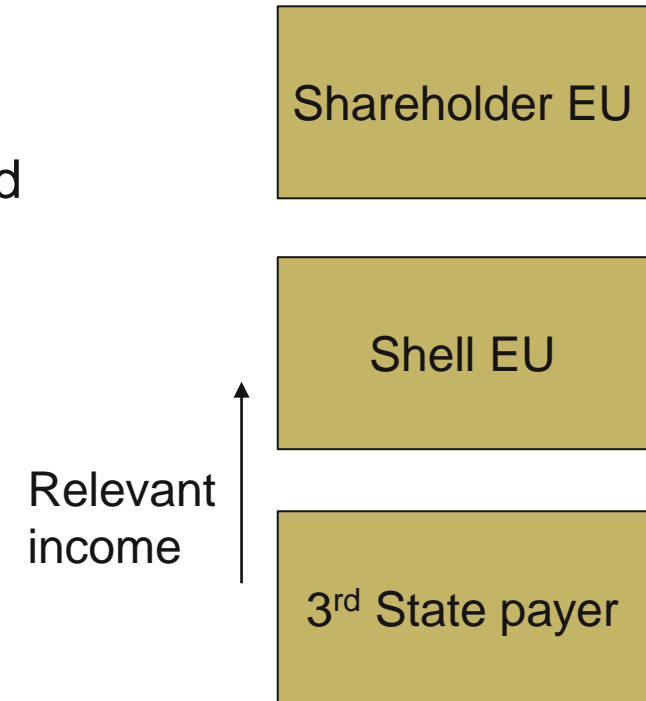 Shareholder EU
d
Shell EU
Relevant
income
3rd State payer